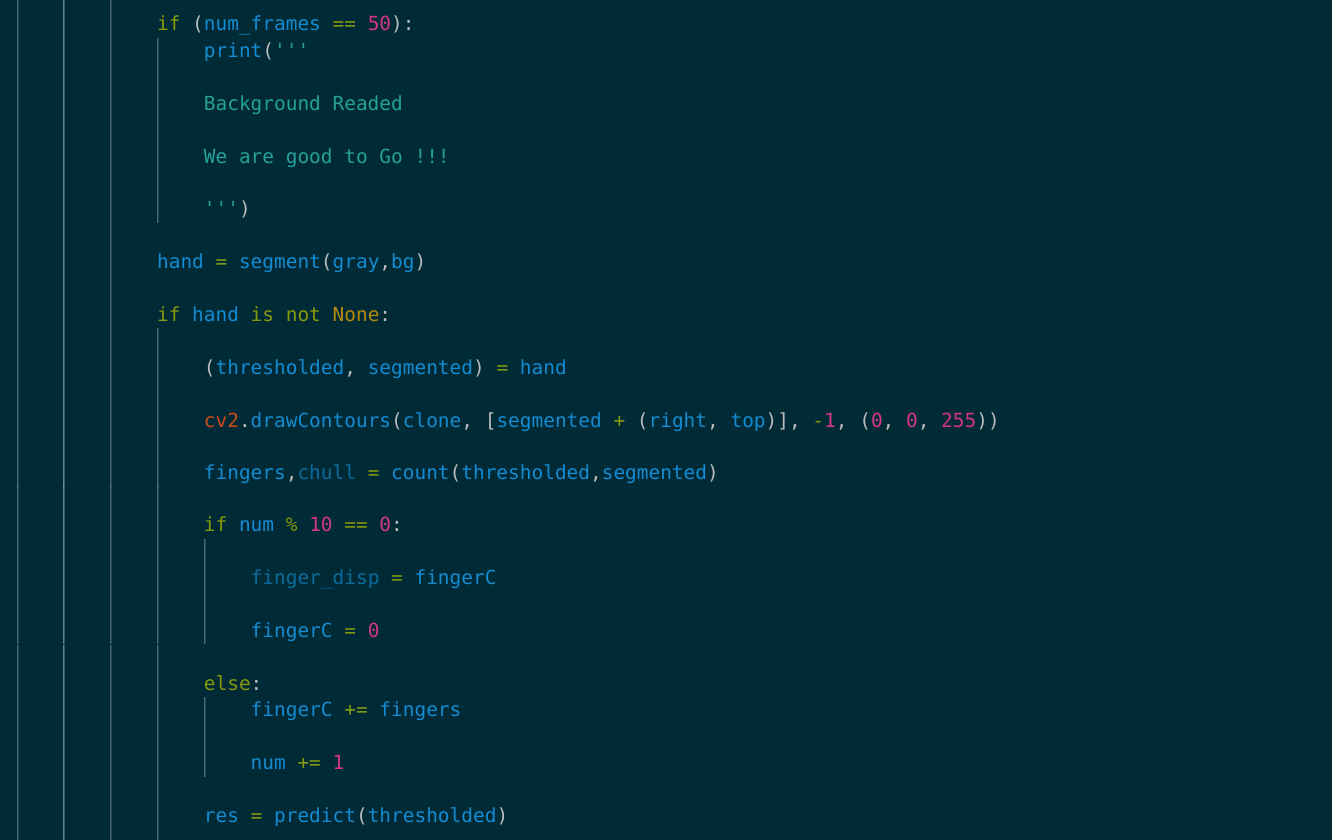 if (num_frames == 50):
print('''
Background Readed
We are good to Go !!!
''')
hand = segment(gray,bg)
if hand is not None:
(thresholded, segmented) = hand
cv2.drawContours(clone, [segmented + (right, top)], -1, (0, 0, 255))
fingers,chull = count(thresholded,segmented)
if num % 10 == 0:
finger_disp = fingerC
fingerC = 0
else:
fingerC += fingers
num += 1
res = predict(thresholded)